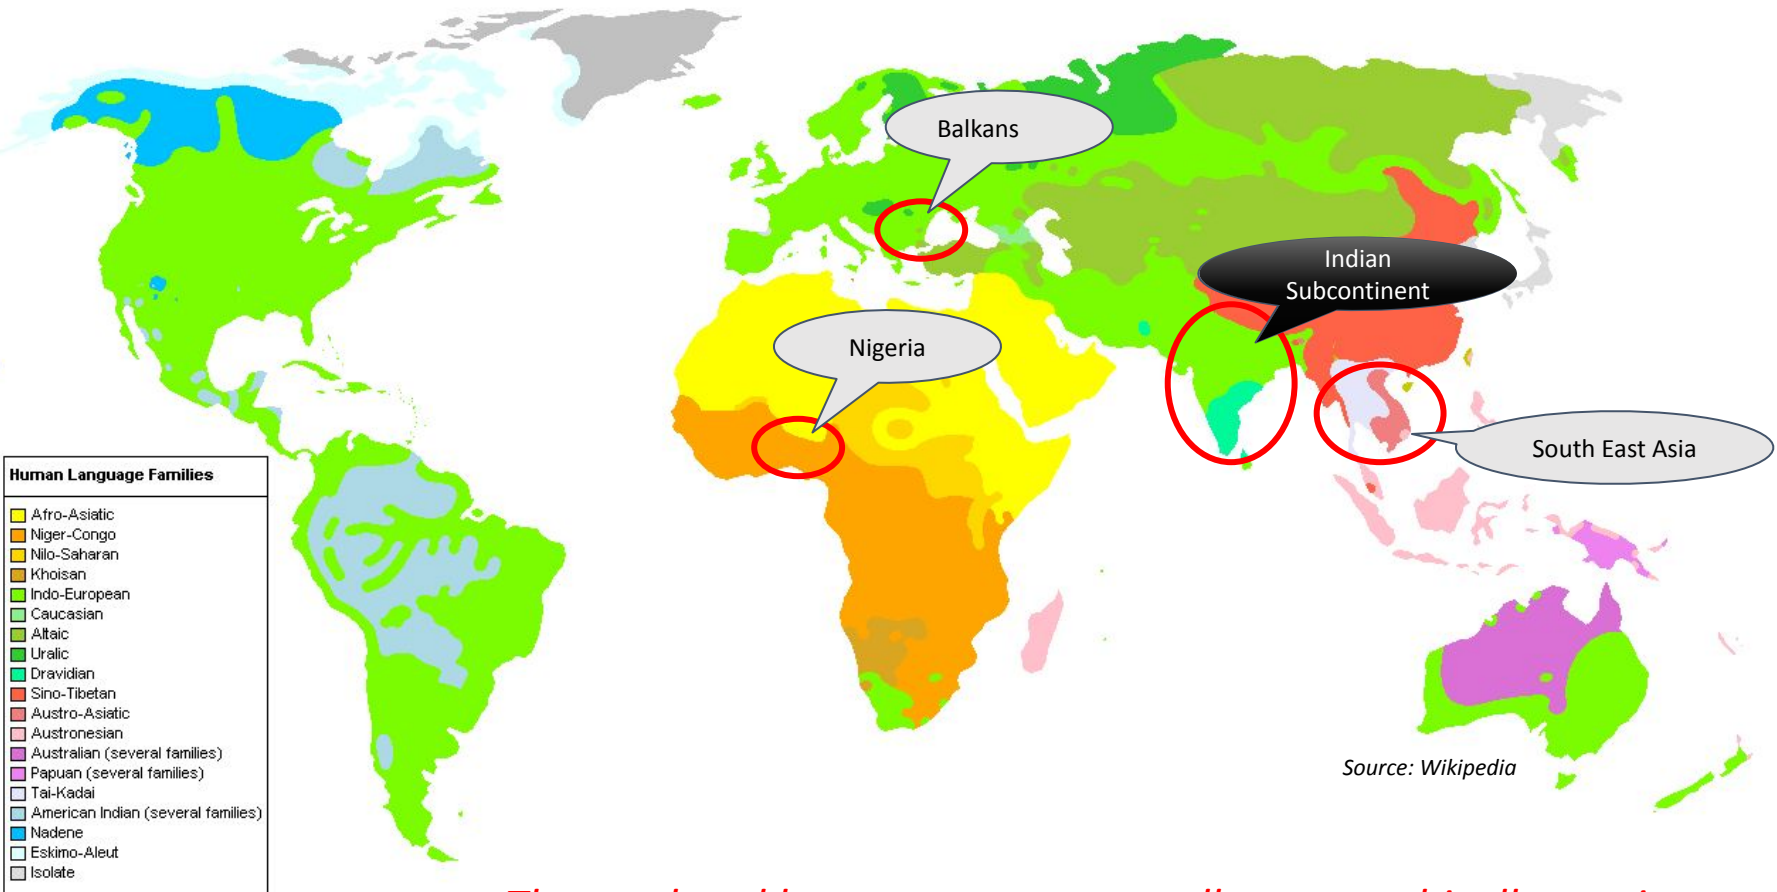 Balkans
Indian
Subcontinent
Nigeria
South East Asia
Human Language Families
Afro-Asiatic
Niger-Congo
Nilo-Saharan
Khoisan
Indo-European
Caucasian
Altaic
Uralic
Dravidian
Sino-Tibetan
Austro-Asiatic
Austronesian
Australian (several families)
Papuan (several families)
Tai-Kadai
American Indian (several families)
Nadene
Eskimo-Aleut
Isolate
Source: Wikipedia